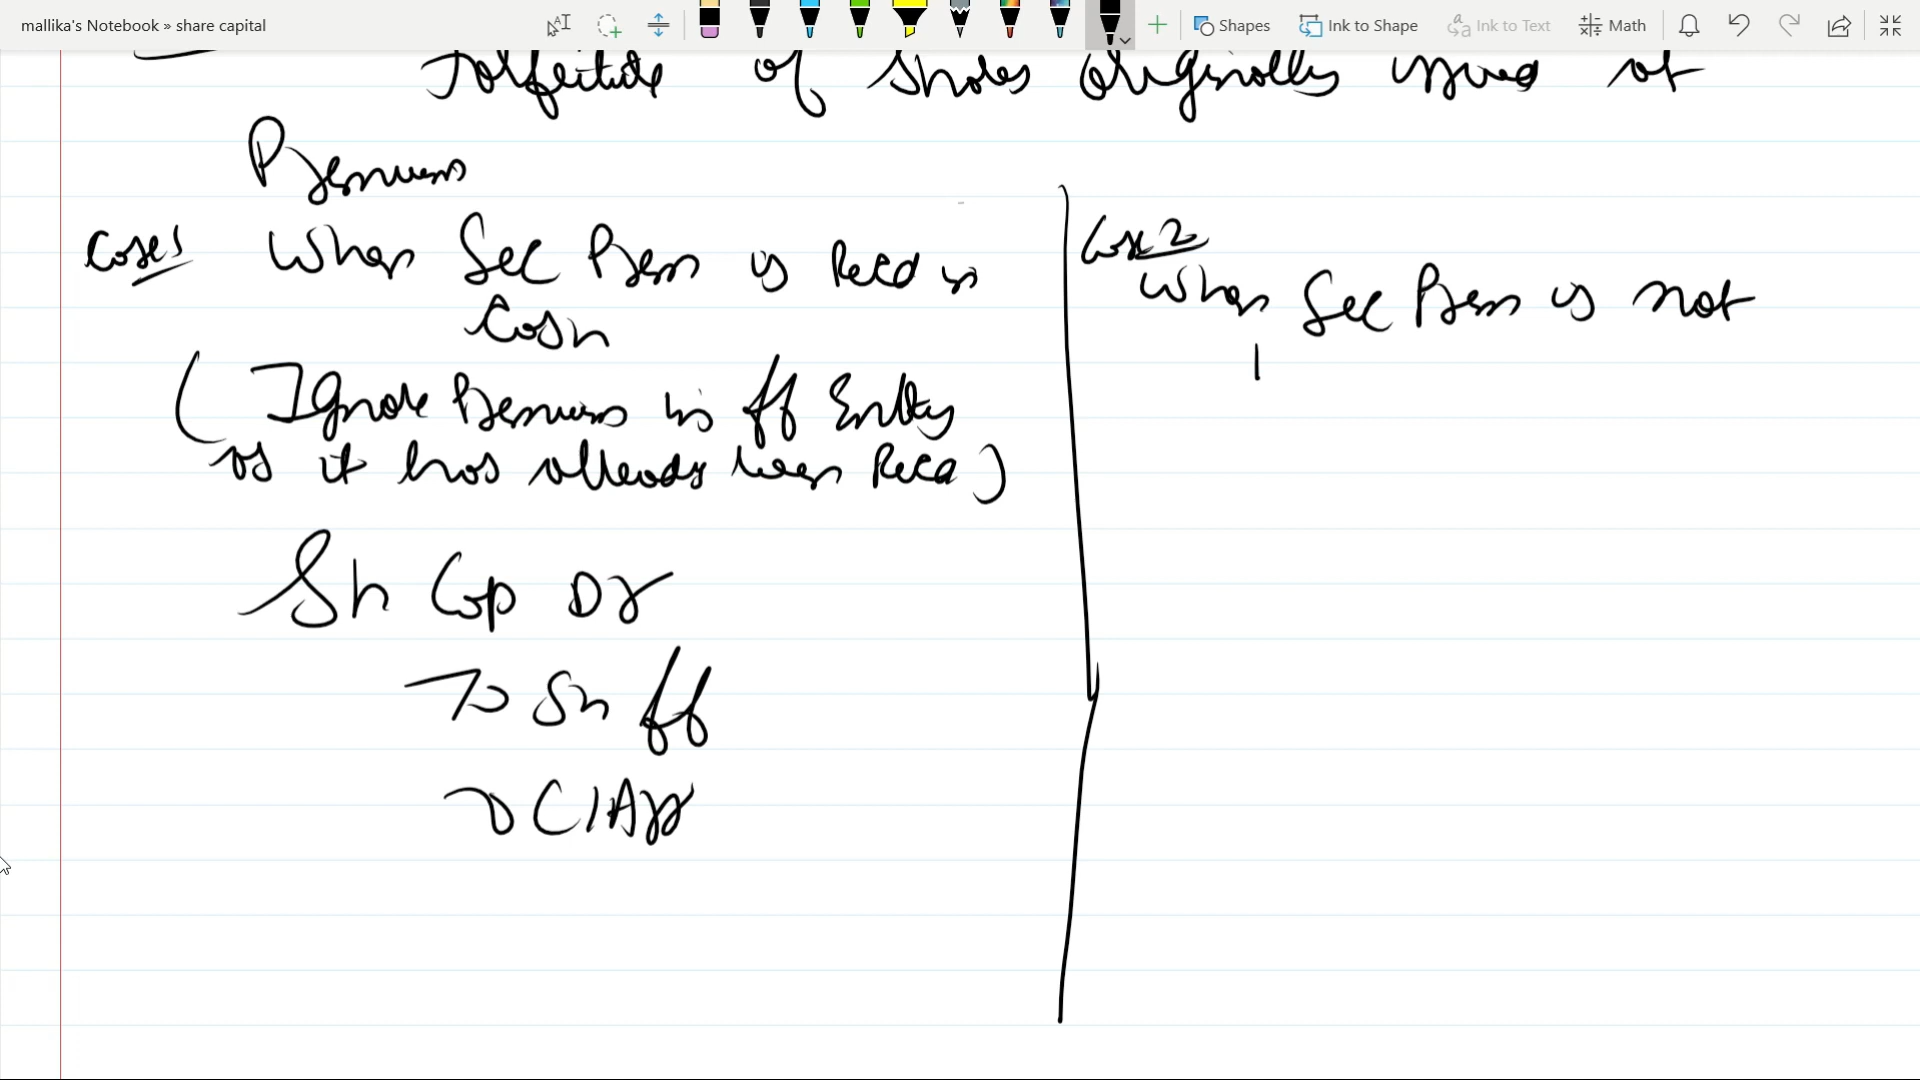 mallika's Notebook » share capital
Shapes
Ink to Shape
Ink to Text
Math
Forfeiture of Shares Originally issued at
Premium
Case 1 When Sec Prem is Recd in
Cash
(Ignore Premium in ff Entry
as it has already been Recd)
Sh Cap Dr
To Sh ff
To C/Arr
Case 2
When Sec Prem is not